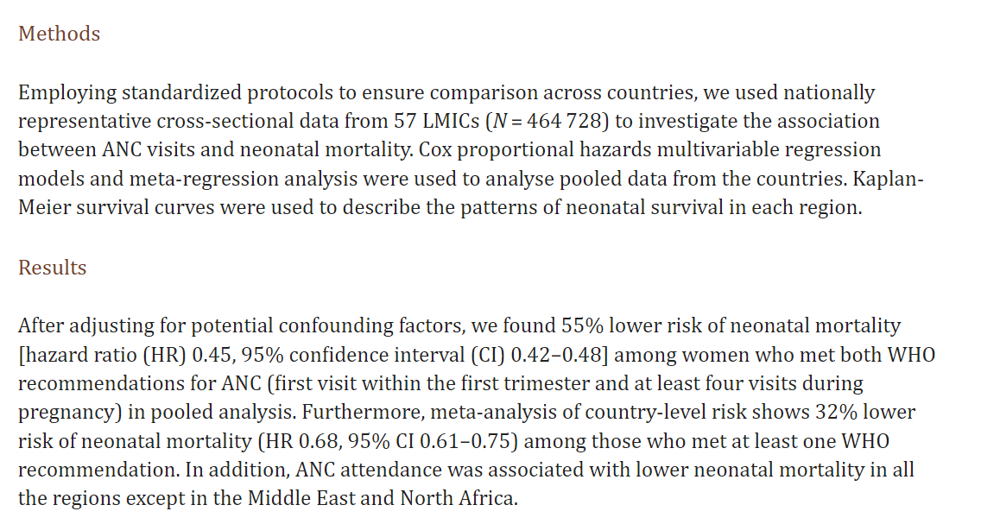 Methods
Employing standardized protocols to ensure comparison across countries, we used nationally
representative cross-sectional data from 57 LMICs (N = 464 728) to investigate the association
between ANC visits and neonatal mortality. Cox proportional hazards multivariable regression
models and meta-regression analysis were used to analyse pooled data from the countries. Kaplan-
Meier survival curves were used to describe the patterns of neonatal survival in each region.
Results
After adjusting for potential confounding factors, we found 55% lower risk of neonatal mortality
[hazard ratio (HR) 0.45, 95% confidence interval (CI) 0.42–0.48] among women who met both WHO
recommendations for ANC (first visit within the first trimester and at least four visits during
pregnancy) in pooled analysis. Furthermore, meta-analysis of country-level risk shows 32% lower
risk of neonatal mortality (HR 0.68, 95% CI 0.61–0.75) among those who met at least one WHO
recommendation. In addition, ANC attendance was associated with lower neonatal mortality in all
the regions except in the Middle East and North Africa.